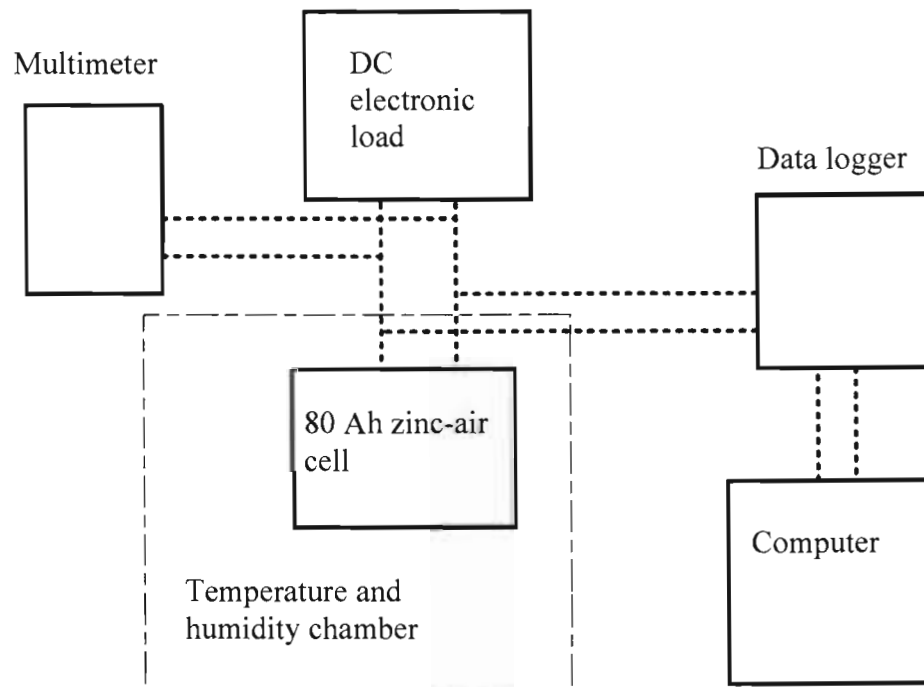 Multimeter
DC
electronic
load
Data logger
80 Ah zinc-air
cell
Computer
Temperature and
humidity chamber